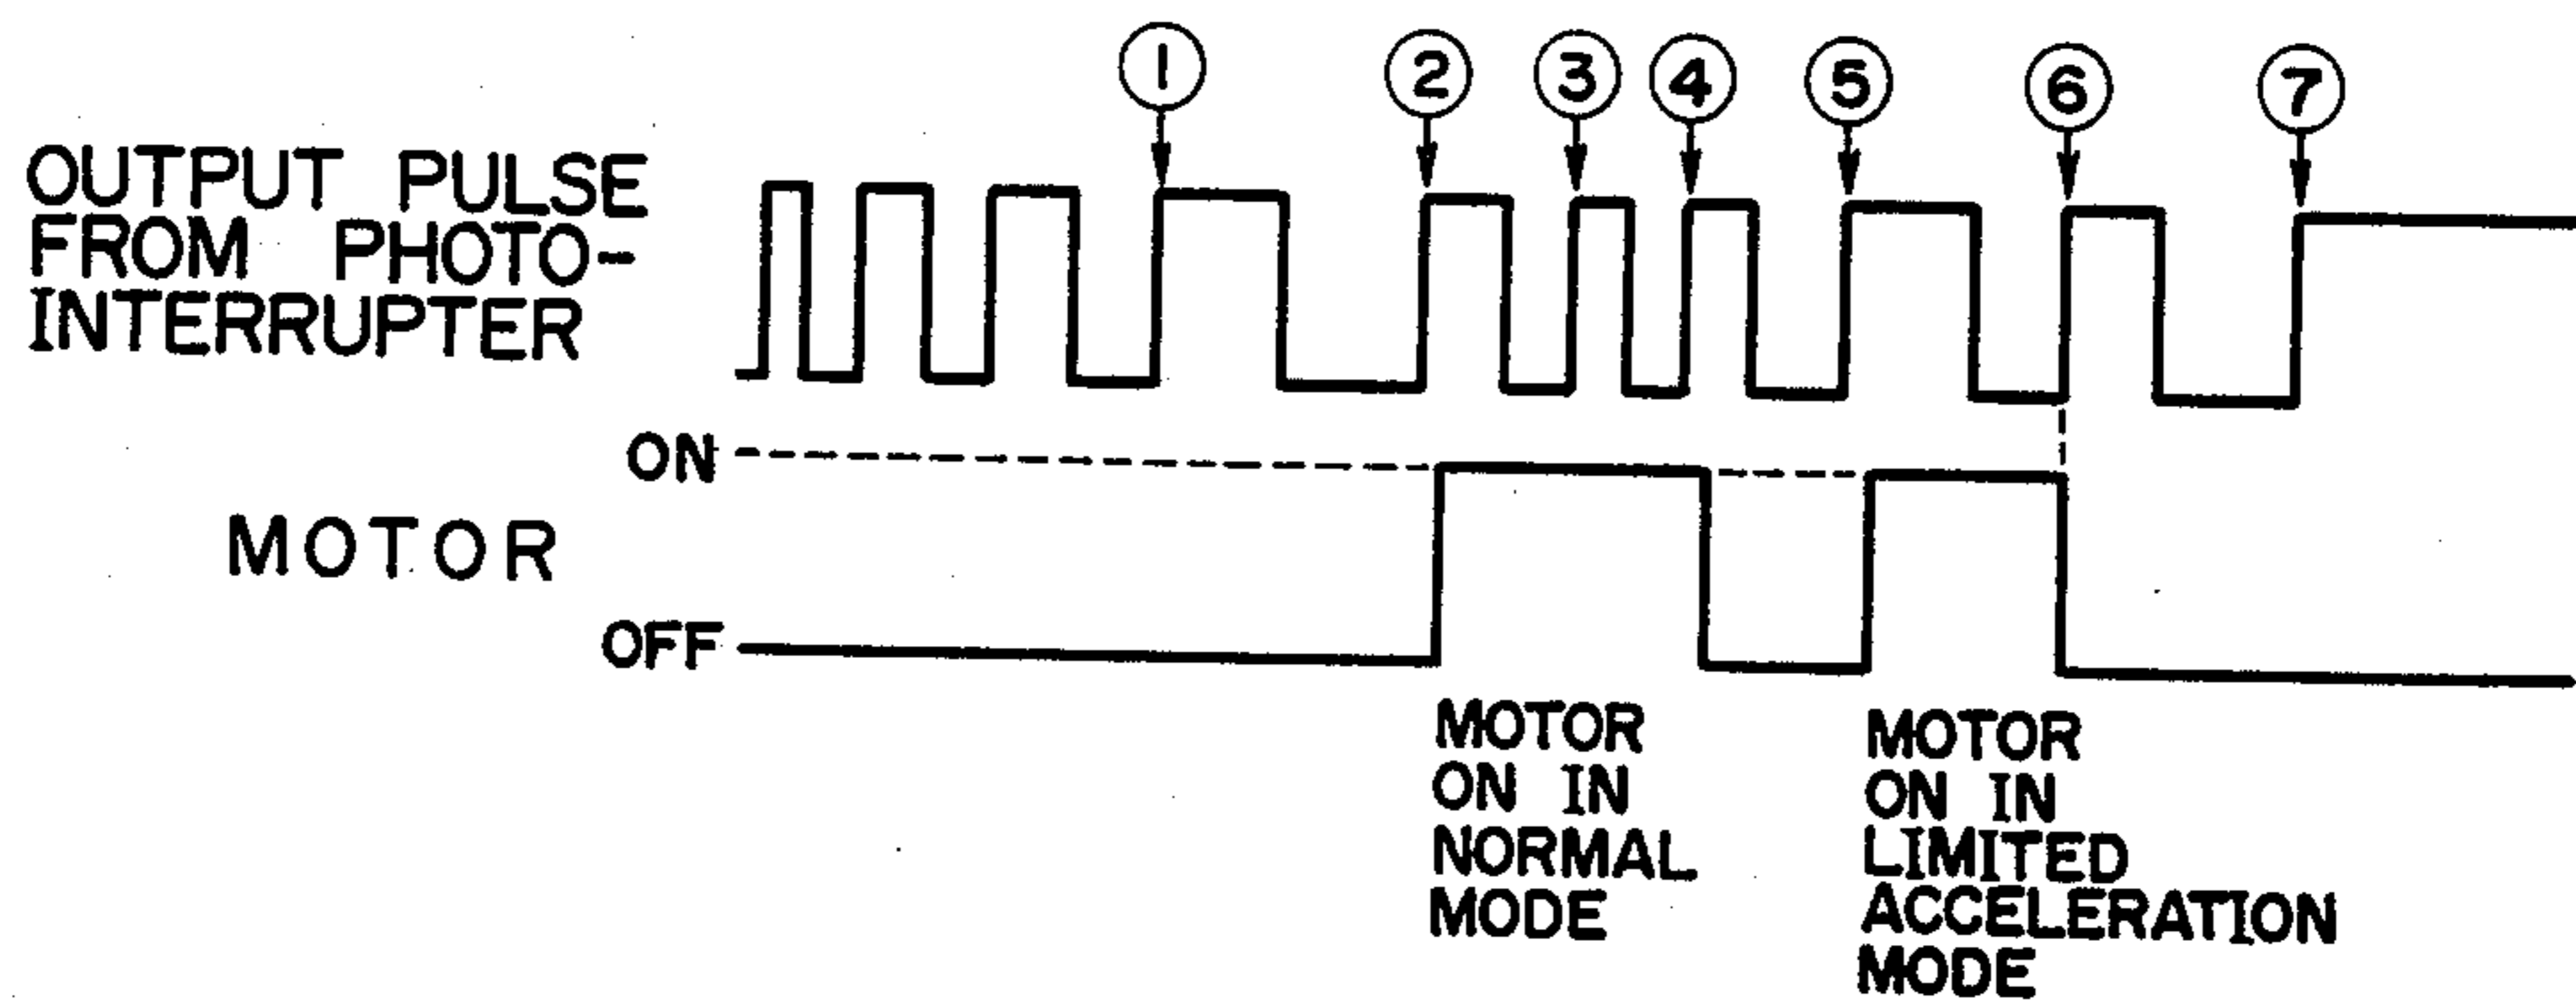 ① ② ③ ④ ⑤ ⑥ ⑦
OUTPUT PULSE
FROM PHOTO-
INTERRUPTER
ON
MOTOR
OFF
MOTOR
ON IN
NORMAL
MODE
MOTOR
ON IN
LIMITED
ACCELERATION
MODE